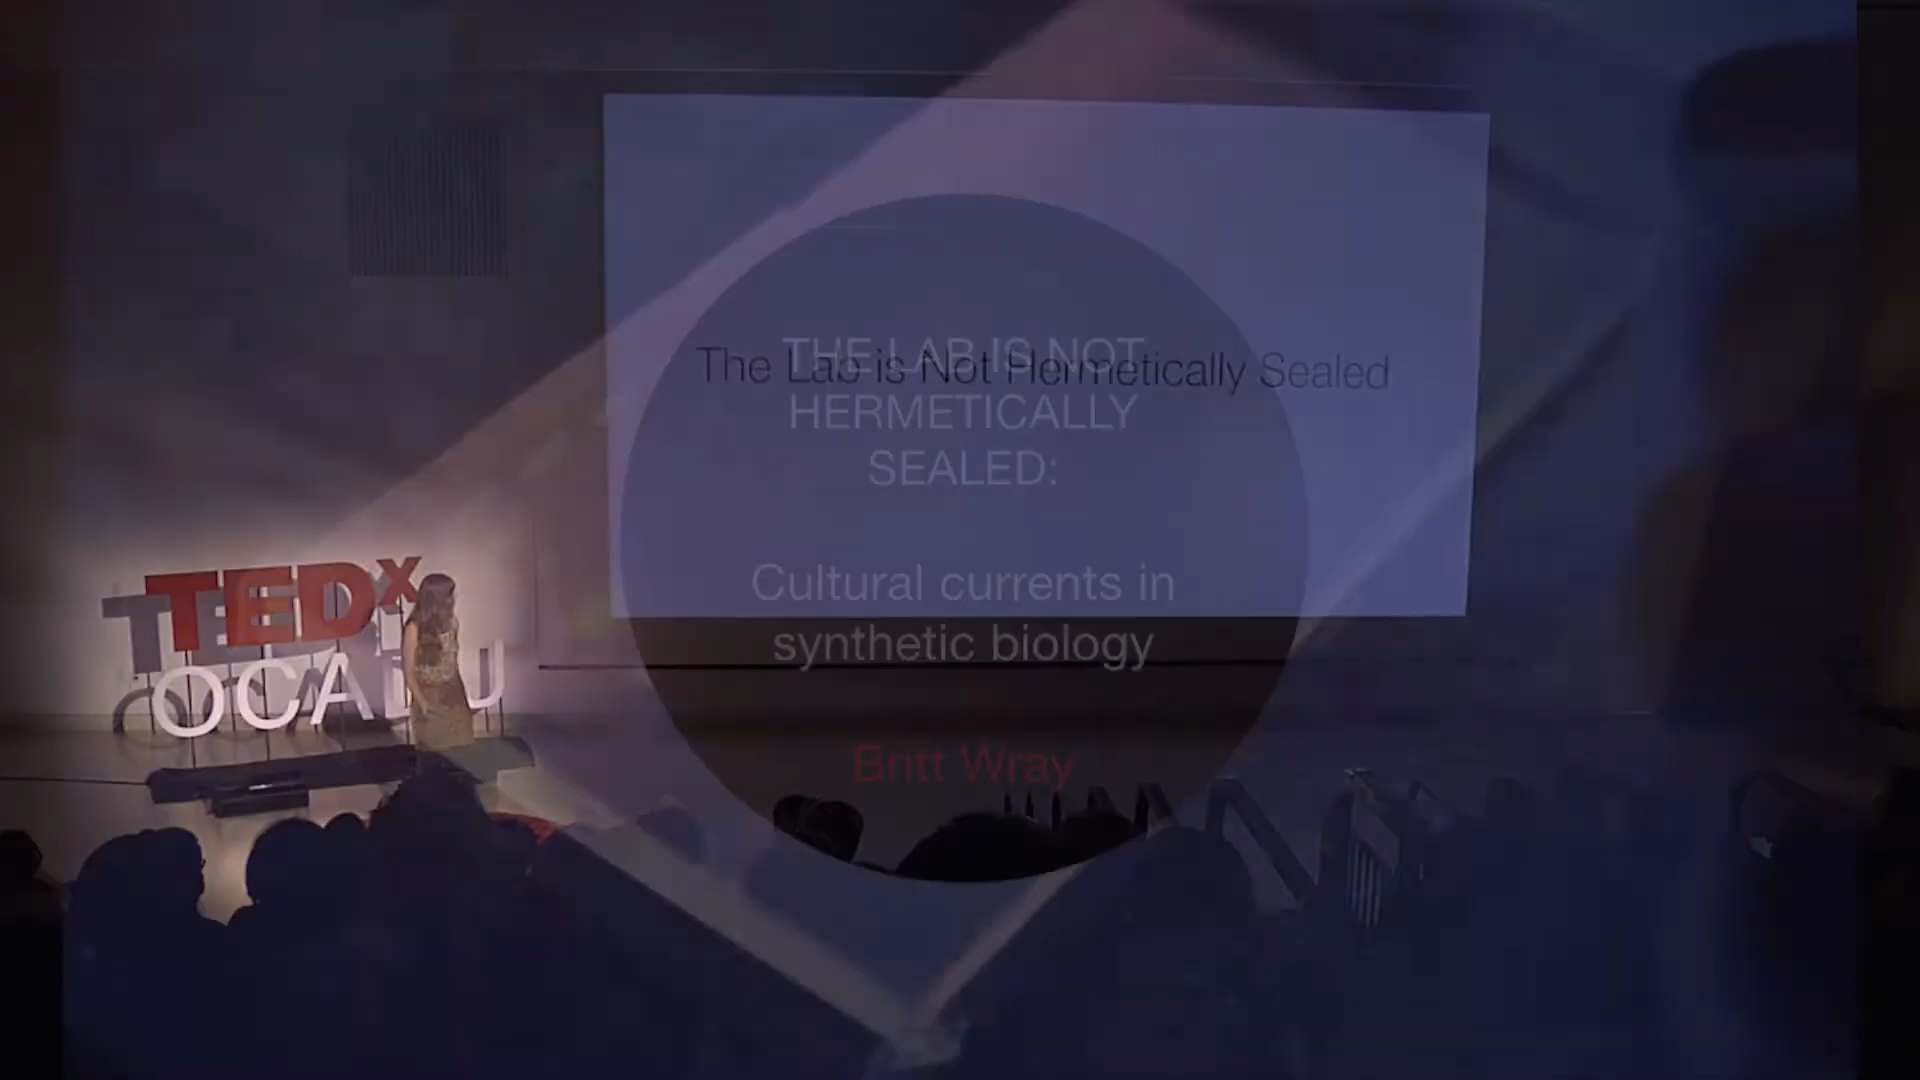 The Lab is Not Hermetically Sealed
THE LAB IS NOT
HERMETICALLY
SEALED:
Cultural currents in
synthetic biology
Britt Wray
TEDx
OCAD U